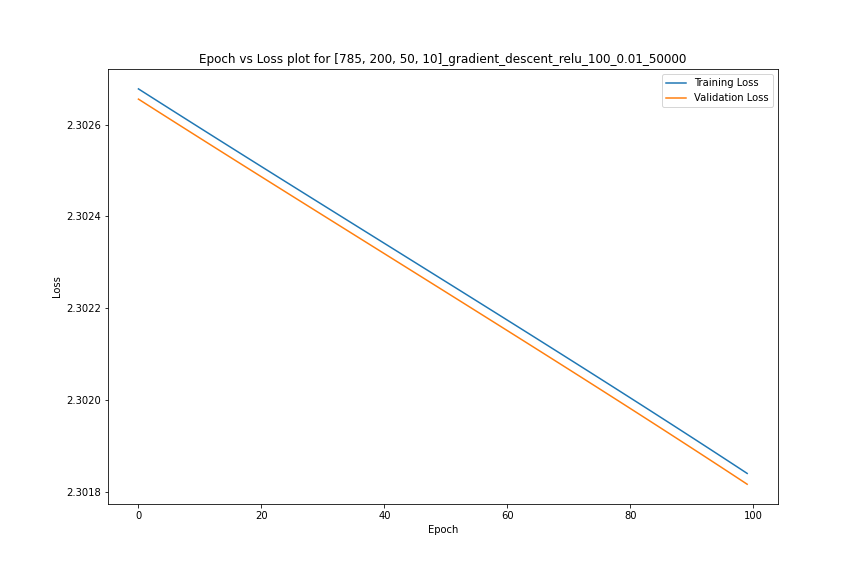 Epoch vs Loss plot for [785, 200, 50, 10]_gradient_descent_relu_100_0.01_50000
Training Loss
Validation Loss
2.3026
2.3024
2.3022
2.3020
2.3018
Loss
0 20 40 60 80 100
Epoch